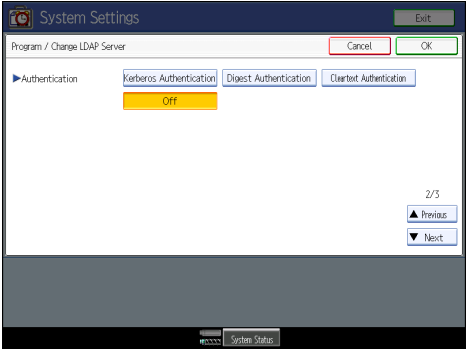 System Settings
Exit
Program / Change LDAP Server
Cancel
OK
▶Authentication
Kerberos Authentication
Digest Authentication
Cleartext Authentication
Off
2/3
▲ Previous
▼ Next
System Status